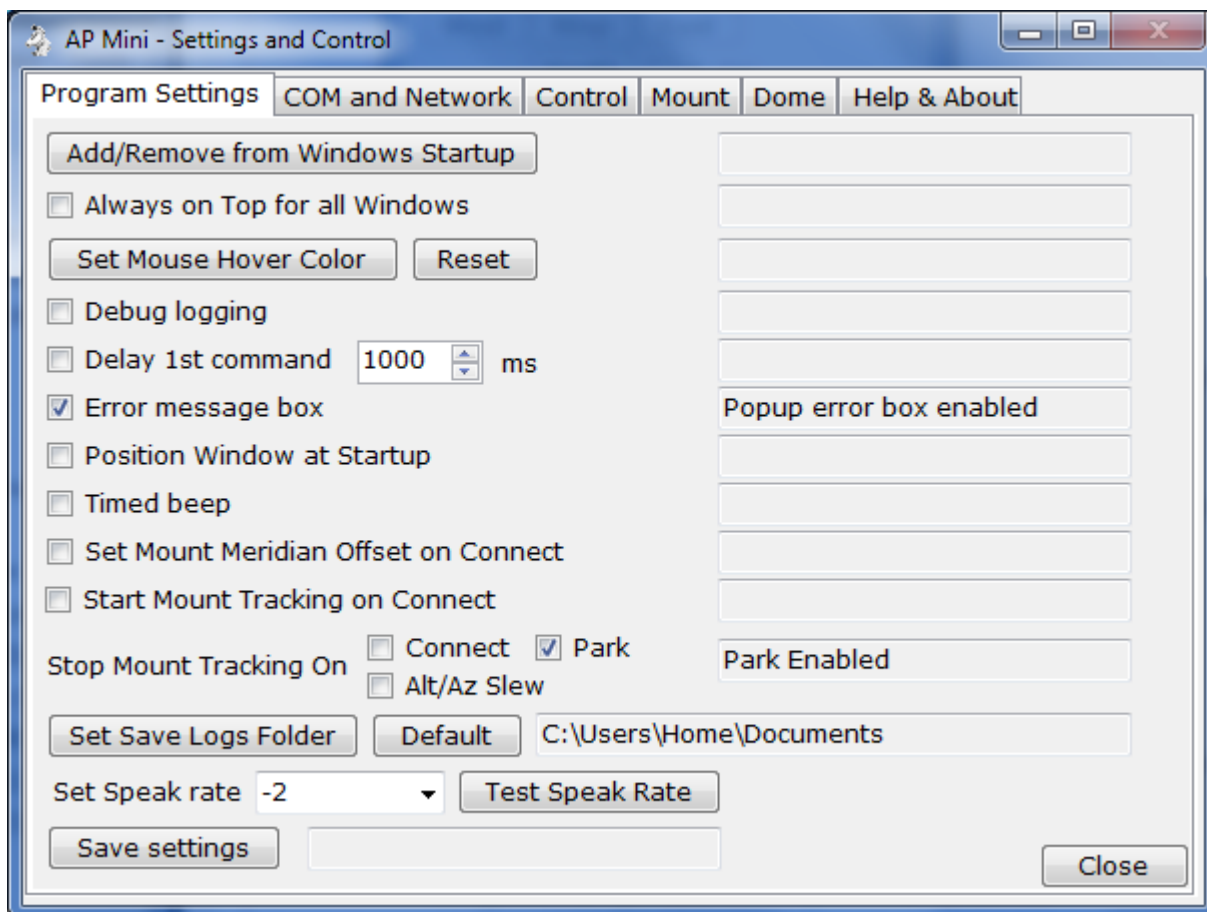 AP Mini - Settings and Control
Program Settings COM and Network Control Mount Dome Help & About
Add/Remove from Windows Startup
Always on Top for all Windows
Set Mouse Hover Color Reset
Debug logging
Delay 1st command 1000 ms
Error message box Popup error box enabled
Position Window at Startup
Timed beep
Set Mount Meridian Offset on Connect
Start Mount Tracking on Connect
Stop Mount Tracking On Connect Park Park Enabled
Alt/Az Slew
Set Save Logs Folder Default C:\Users\Home\Documents
Set Speak rate -2 Test Speak Rate
Save settings
Close